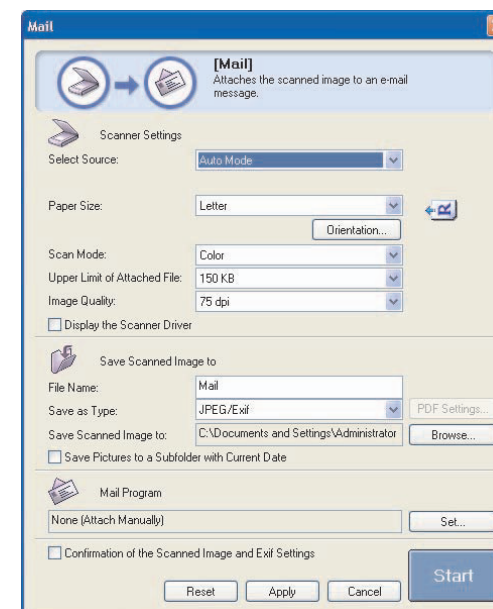 Mail
[Mail]
Attaches the scanned image to an e-mail
message.
Scanner Settings
Select Source: Auto Mode
Paper Size: Letter
Orientation...
Scan Mode: Color
Upper Limit of Attached File: 150 KB
Image Quality: 75 dpi
Display the Scanner Driver
Save Scanned Image to
File Name: Mail
Save as Type: JPEG/Exif PDF Settings...
Save Scanned Image to: C:\Documents and Settings\Administrator Browse...
Save Pictures to a Subfolder with Current Date
Mail Program
None (Attach Manually) Set...
Confirmation of the Scanned Image and Exif Settings
Start
Reset Apply Cancel